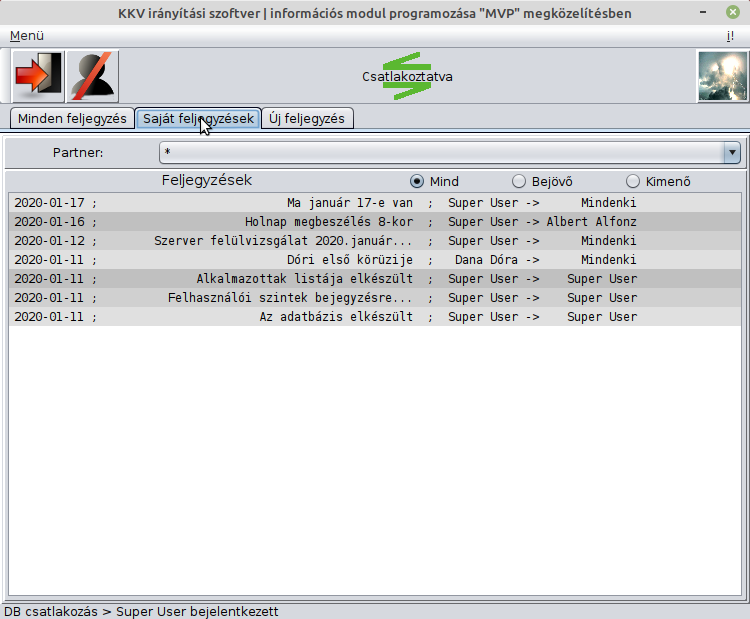 KKV irányítási szoftver | információs modul programozása "MVP" megközelítésben
Menü i!
Csatlakoztatva
Minden feljegyzés Saját feljegyzések Új feljegyzés
Partner: *
Feljegyzések Mind Bejövő Kimenő
2020-01-17 ; Ma január 17-e van ; Super User -> Mindenki
2020-01-16 ; Holnap megbeszélés 8-kor ; Super User -> Albert Alfonz
2020-01-12 ; Szerver felülvizsgálat 2020.január... ; Super User -> Mindenki
2020-01-11 ; Dóri első körüzije ; Dana Dóra -> Mindenki
2020-01-11 ; Alkalmazottak listája elkészült ; Super User -> Super User
2020-01-11 ; Felhasználói szintek bejegyzésre... ; Super User -> Super User
2020-01-11 ; Az adatbázis elkészült ; Super User -> Super User
DB csatlakozás > Super User bejelentkezett